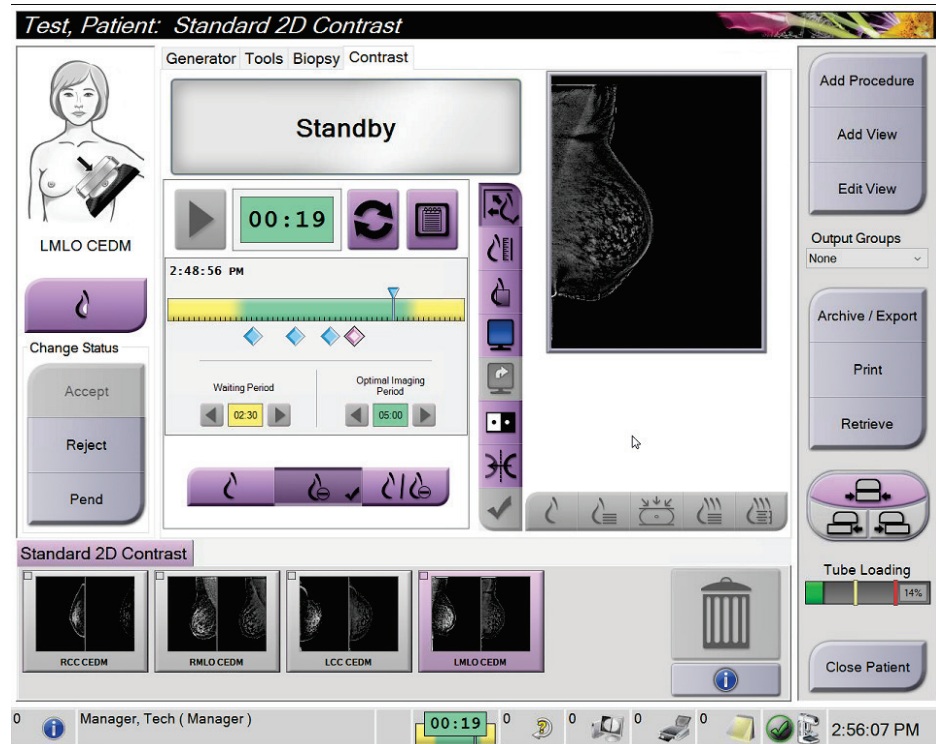 Test, Patient:  Standard 2D Contrast
Generator Tools Biopsy Contrast
Standby
LMLO CEDM
Change Status
Accept
Reject
Pend
00:19
2:48:56 PM
Waiting Period
02:30
Optimal Imaging
Period
05:00
Add Procedure
Add View
Edit View
Output Groups
None
Archive / Export
Print
Retrieve
Tube Loading
14%
Close Patient
Standard 2D Contrast
RCC CEDM
RMLO CEDM
LCC CEDM
LMLO CEDM
0 Manager, Tech ( Manager ) 00:19 0 0 0 0 2:56:07 PM